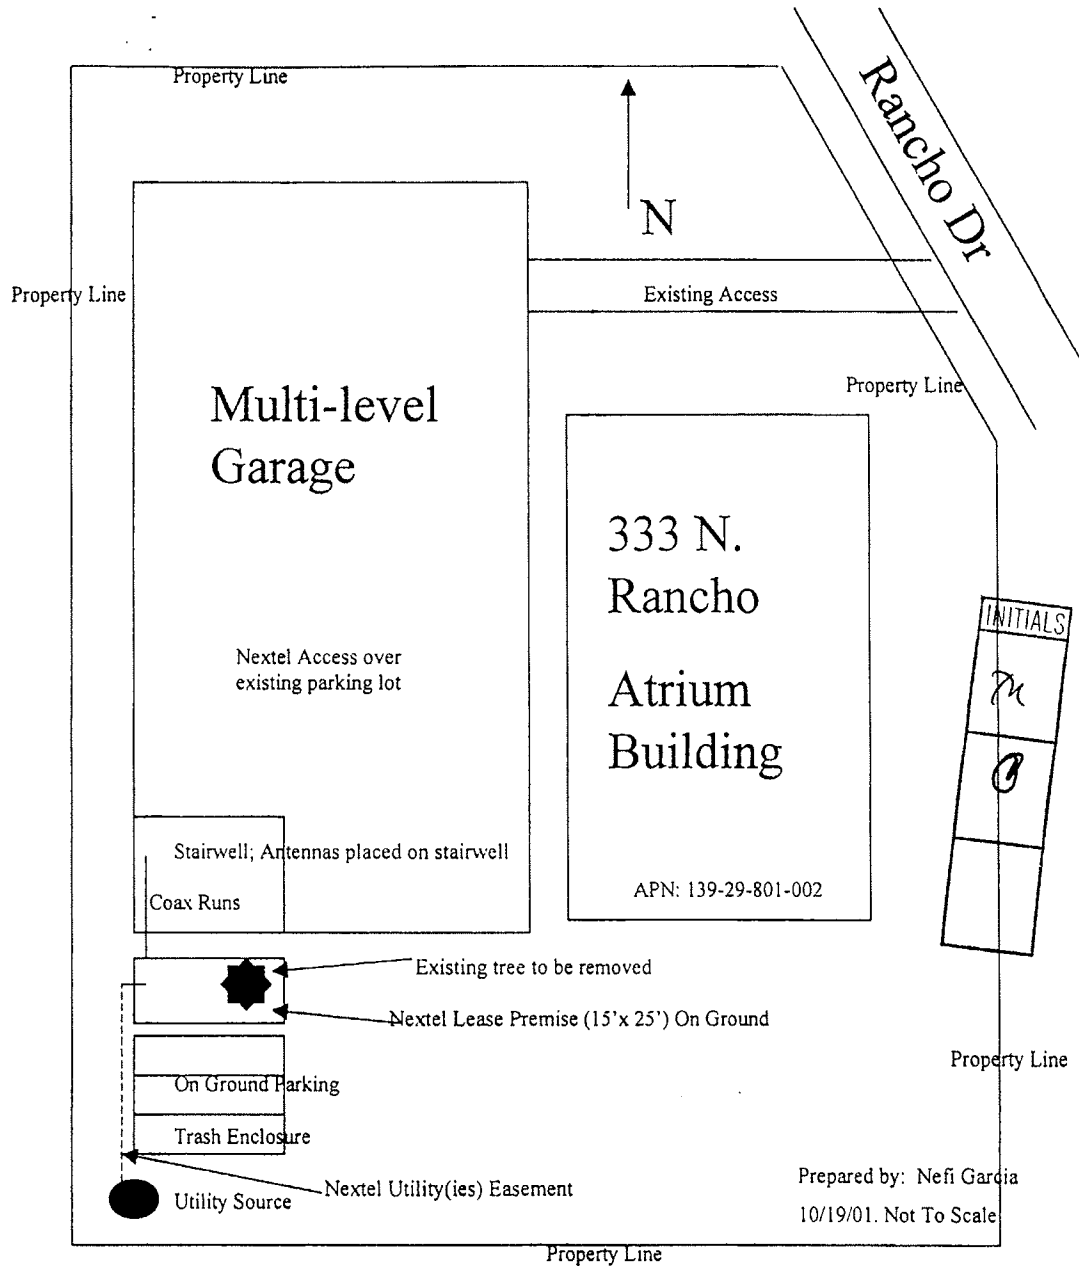 Property Line
Rancho Dr
N
Property Line
Existing Access
Property Line
Multi-level
Garage
333 N.
Rancho
Atrium
Building
INITIALS
Nextel Access over
existing parking lot
Stairwell; Antennas placed on stairwell
APN: 139-29-801-002
Coax Runs
Existing tree to be removed
Nextel Lease Premise (15'x 25') On Ground
Property Line
On Ground Parking
Trash Enclosure
Nextel Utility(ies) Easement
Utility Source
Prepared by: Nefi Garcia
10/19/01. Not To Scale
Property Line